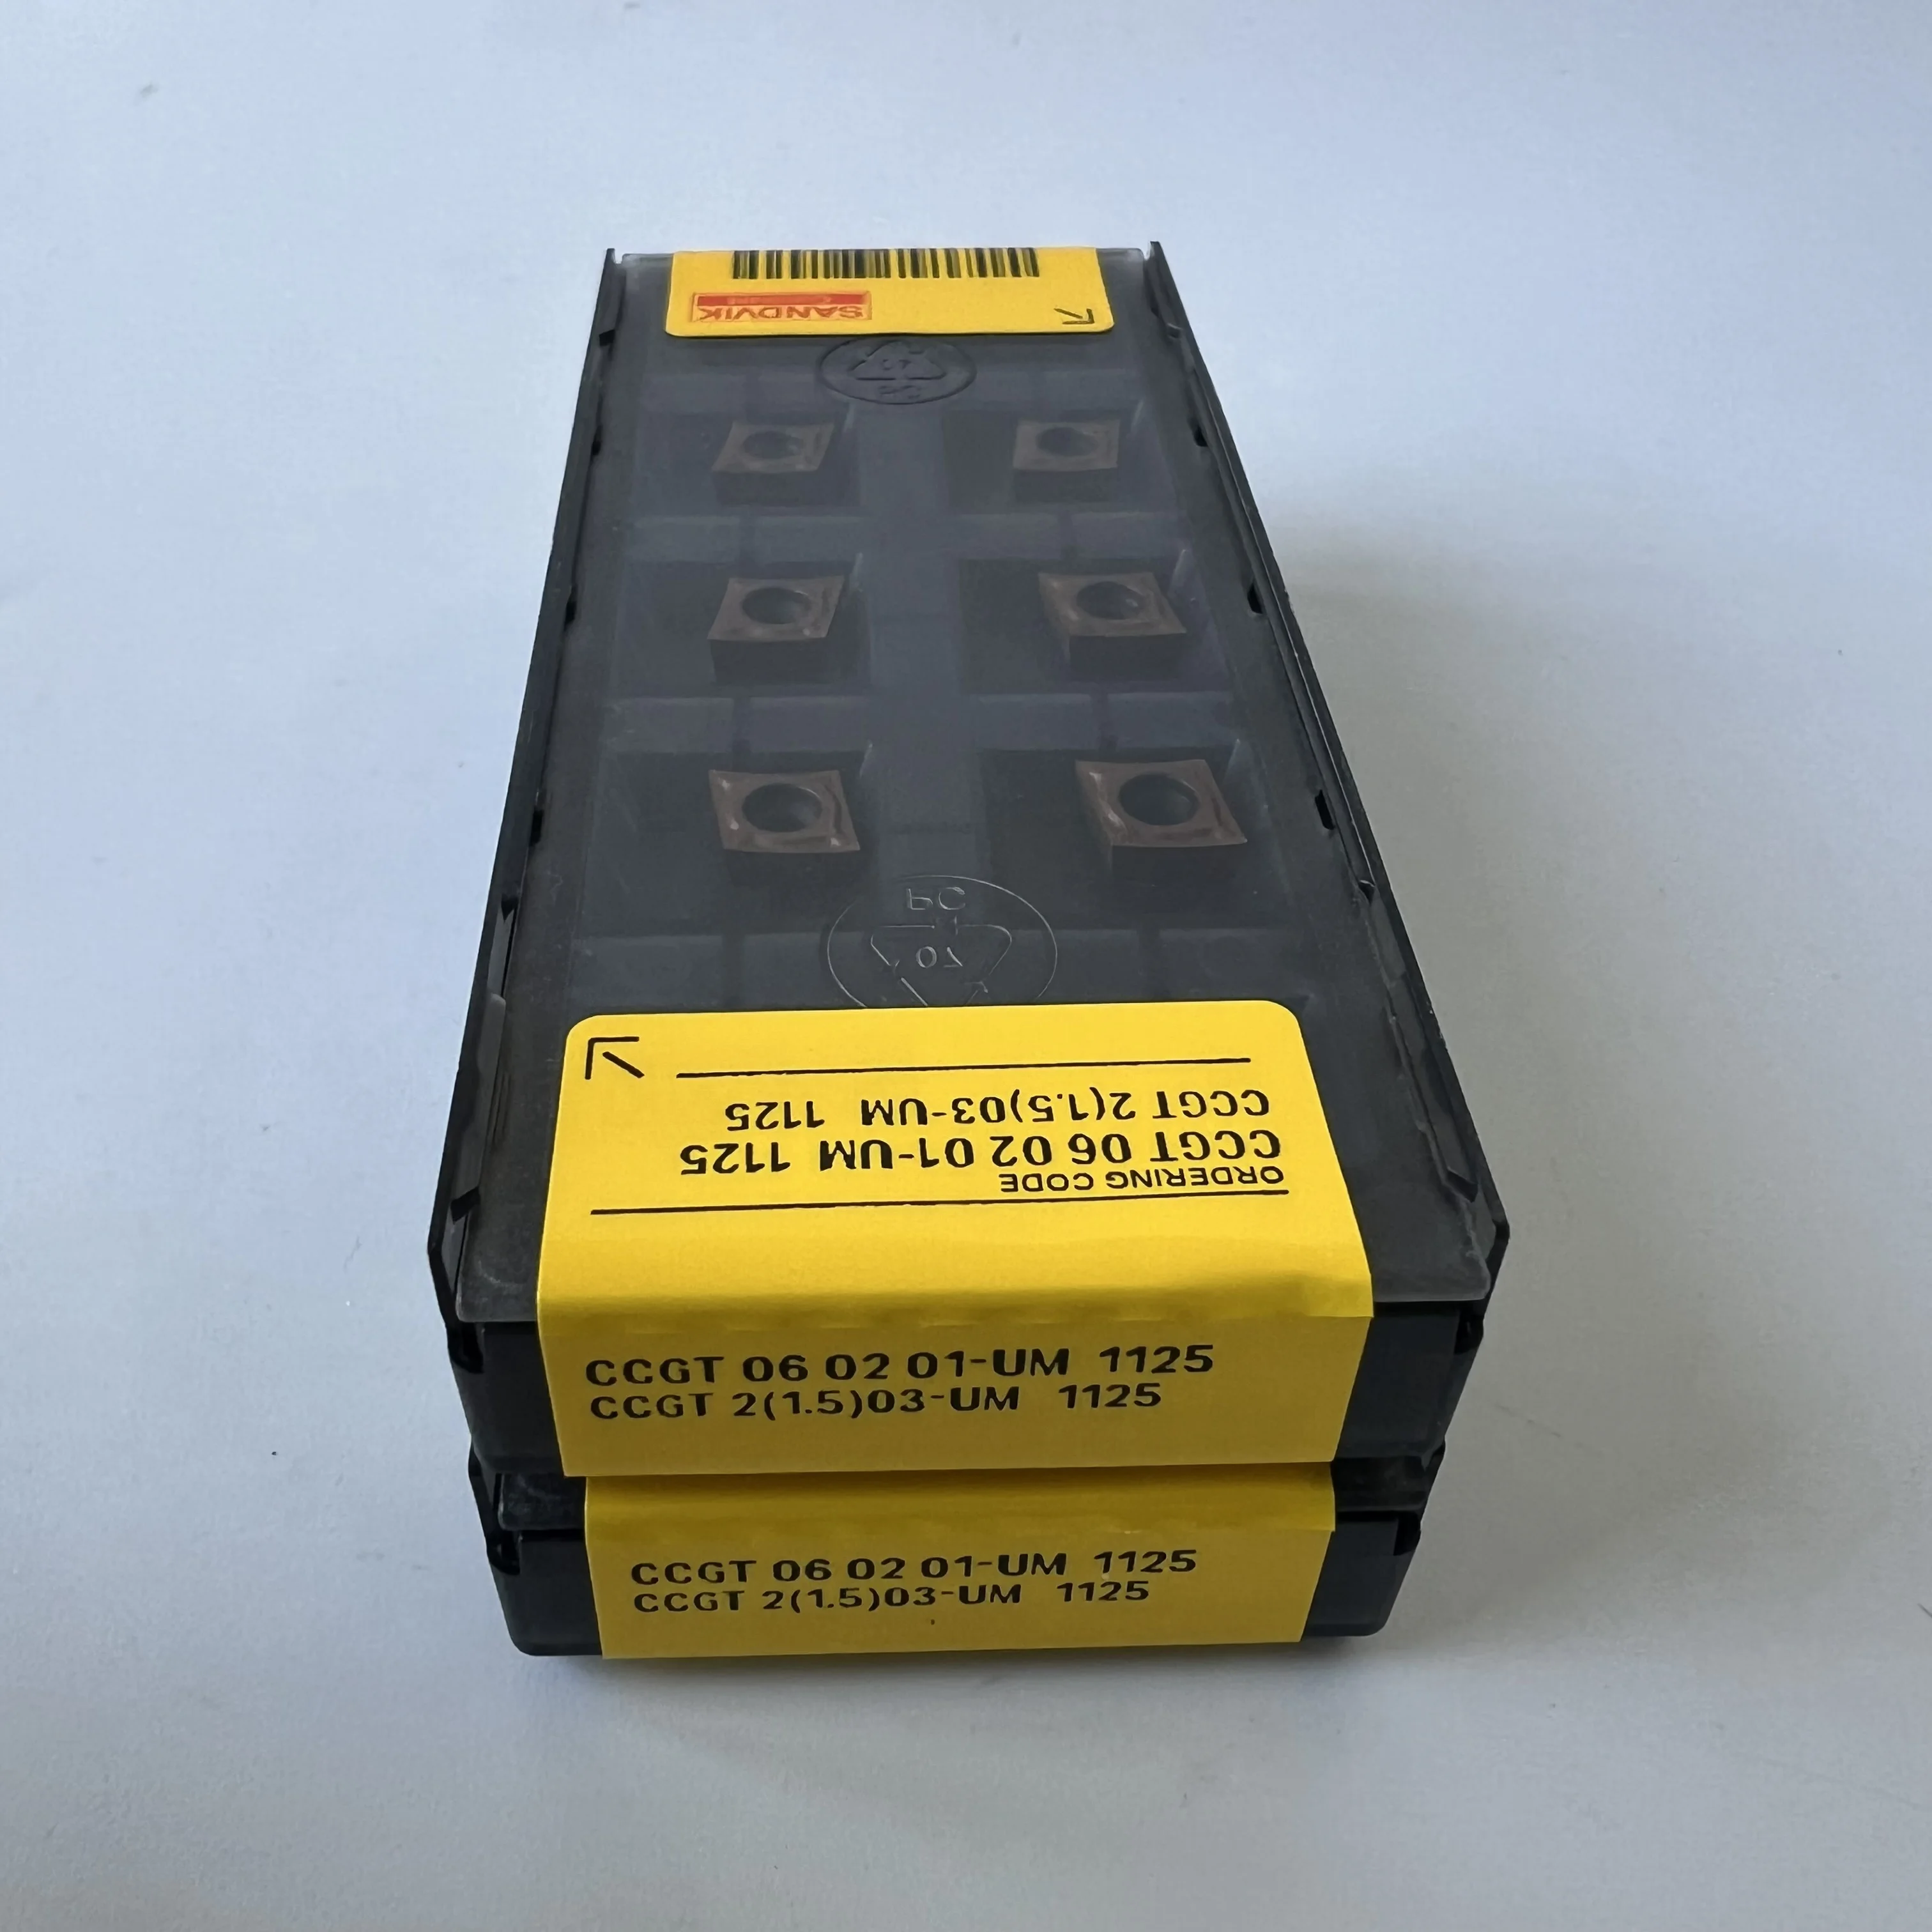 SANDVIK
PC
07
CCGT 2(1.5)03-UM 1125
CCGT 06 02 01-UM 1125
ORDERING CODE
CCGT 06 02 01-UM 1125
CCGT 2(1.5)03-UM 1125
CCGT 06 02 01-UM 1125
CCGT 2(1.5)03-UM 1125